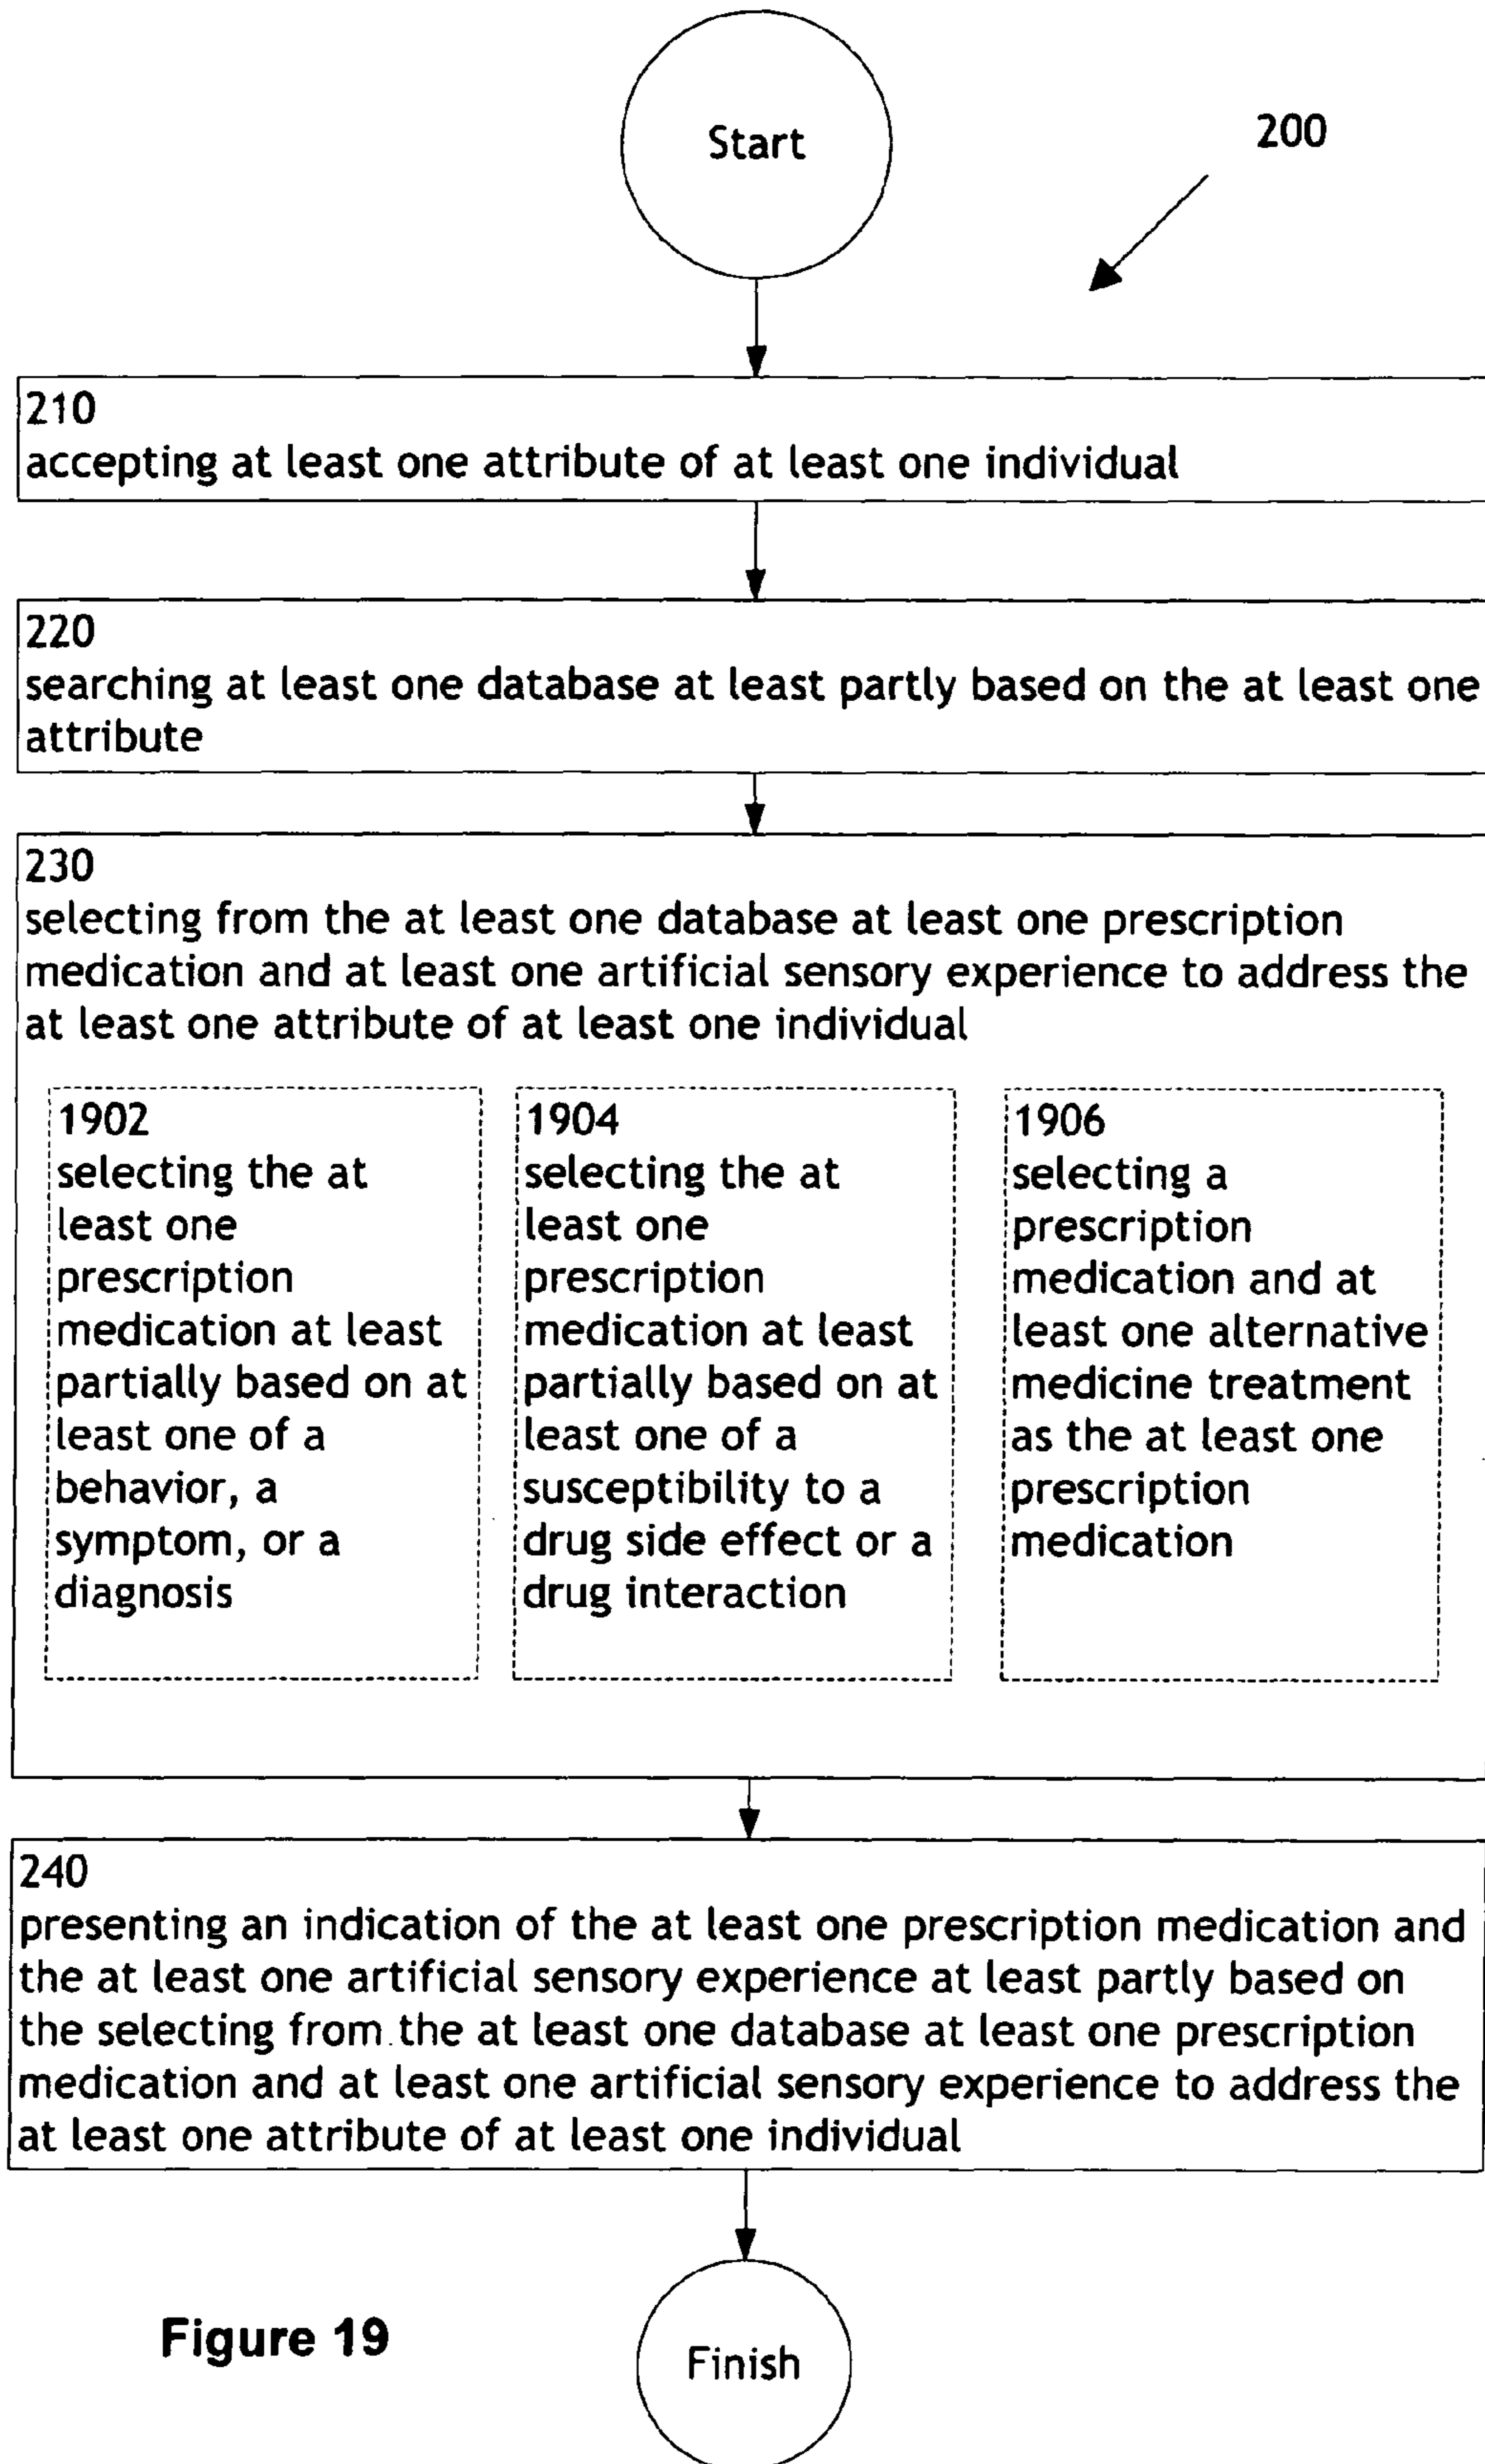 Start
200
210
accepting at least one attribute of at least one individual
220
searching at least one database at least partly based on the at least one
attribute
230
selecting from the at least one database at least one prescription
medication and at least one artificial sensory experience to address the
at least one attribute of at least one individual
1902
selecting the at
least one
prescription
medication at least
partially based on at
least one of a
behavior, a
symptom, or a
diagnosis
1904
selecting the at
least one
prescription
medication at least
partially based on at
least one of a
susceptibility to a
drug side effect or a
drug interaction
1906
selecting a
prescription
medication and at
least one alternative
medicine treatment
as the at least one
prescription
medication
240
presenting an indication of the at least one prescription medication and
the at least one artificial sensory experience at least partly based on
the selecting from the at least one database at least one prescription
medication and at least one artificial sensory experience to address the
at least one attribute of at least one individual
Figure 19
Finish